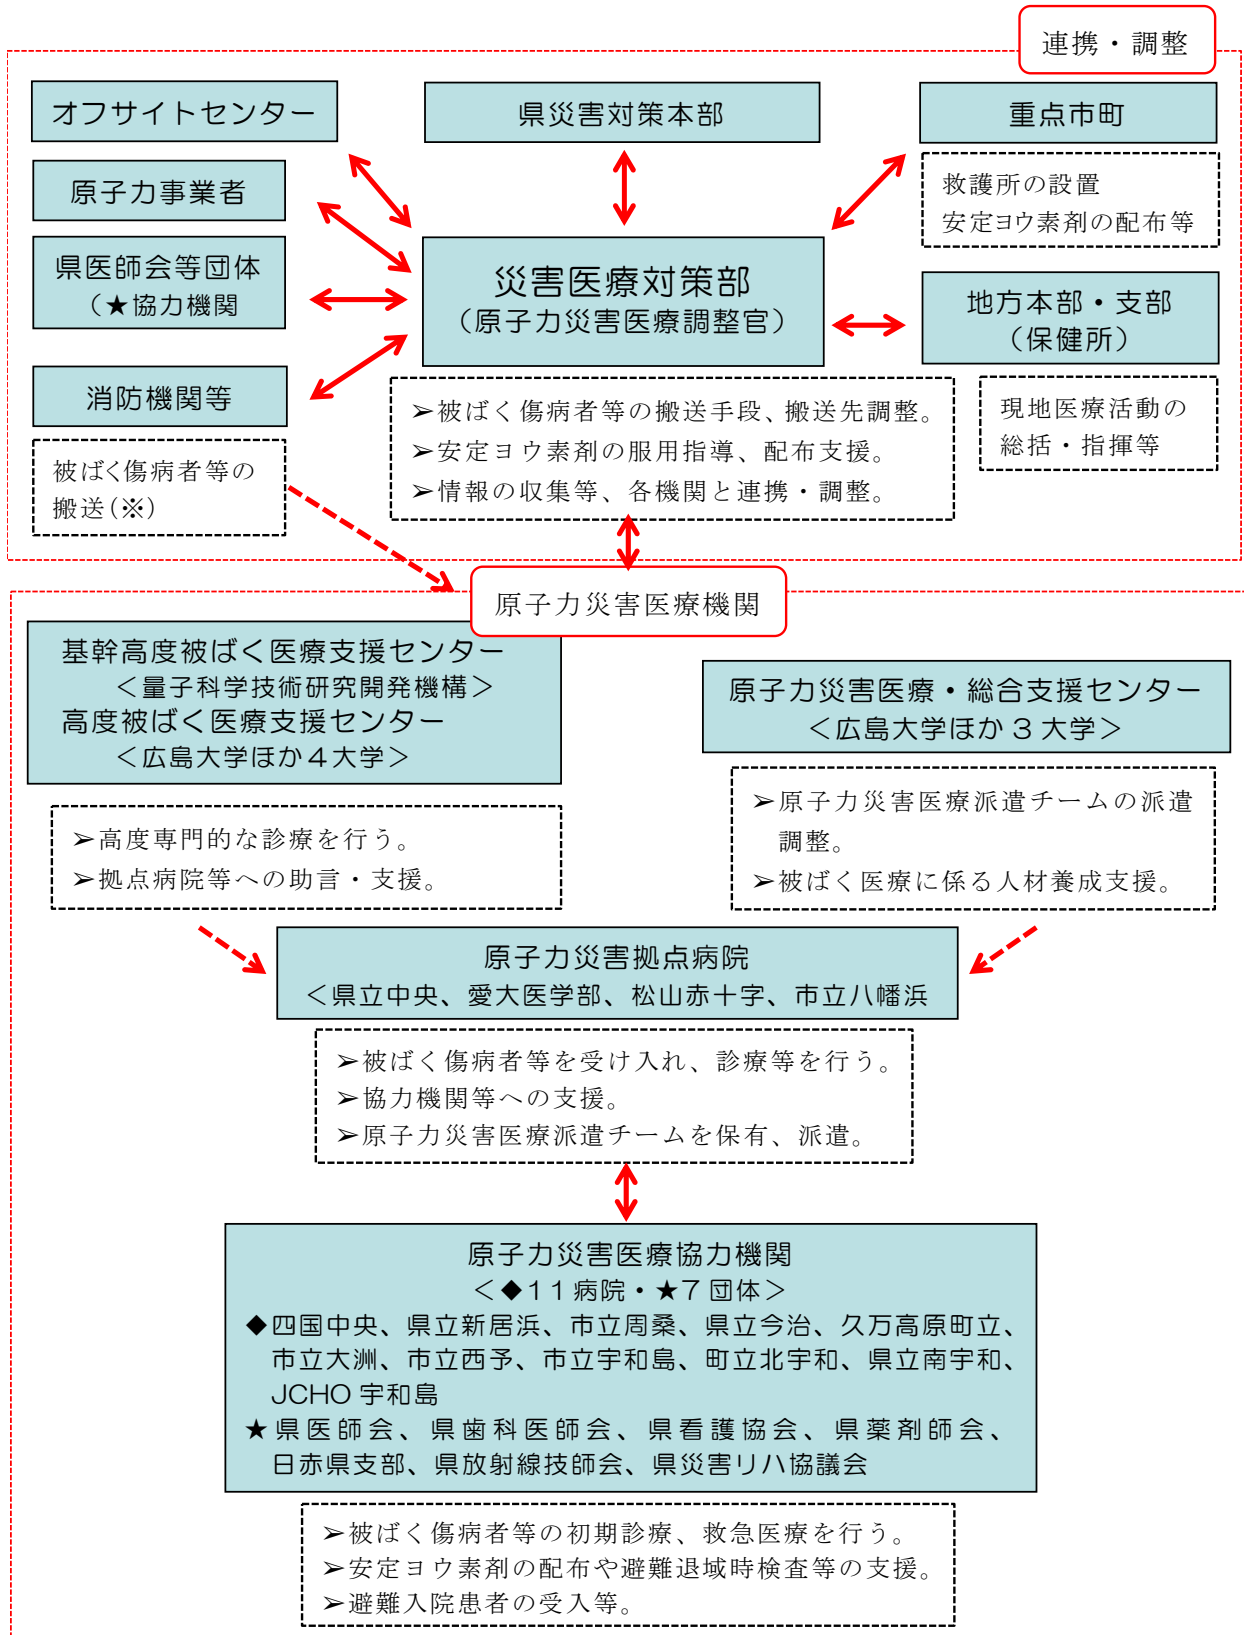 連携・調整
オフサイトセンター
県災害対策本部
重点市町
原子力事業者
救護所の設置
安定ヨウ素剤の配布等
県医師会等団体
（★協力機関
災害医療対策部
（原子力災害医療調整官）
地方本部・支部
（保健所）
消防機関等
➢被ばく傷病者等の搬送手段、搬送先調整。
➢安定ヨウ素剤の服用指導、配布支援。
➢情報の収集等、各機関と連携・調整。
現地医療活動の
総括・指揮等
被ばく傷病者等の
搬送(※)
原子力災害医療機関
基幹高度被ばく医療支援センター
＜量子科学技術研究開発機構＞
高度被ばく医療支援センター
＜広島大学ほか４大学＞
原子力災害医療・総合支援センター
＜広島大学ほか３大学＞
➢高度専門的な診療を行う。
➢拠点病院等への助言・支援。
➢原子力災害医療派遣チームの派遣
調整。
➢被ばく医療に係る人材養成支援。
原子力災害拠点病院
＜県立中央、愛大医学部、松山赤十字、市立八幡浜
➢被ばく傷病者等を受け入れ、診療等を行う。
➢協力機関等への支援。
➢原子力災害医療派遣チームを保有、派遣。
原子力災害医療協力機関
＜◆１１病院・★７団体＞
◆四国中央、県立新居浜、市立周桑、県立今治、久万高原町立、
市立大洲、市立西予、市立宇和島、町立北宇和、県立南宇和、
JCHO 宇和島
★県医師会、県歯科医師会、県看護協会、県薬剤師会、
日赤県支部、県放射線技師会、県災害リハ協議会
➢被ばく傷病者等の初期診療、救急医療を行う。
➢安定ヨウ素剤の配布や避難退域時検査等の支援。
➢避難入院患者の受入等。